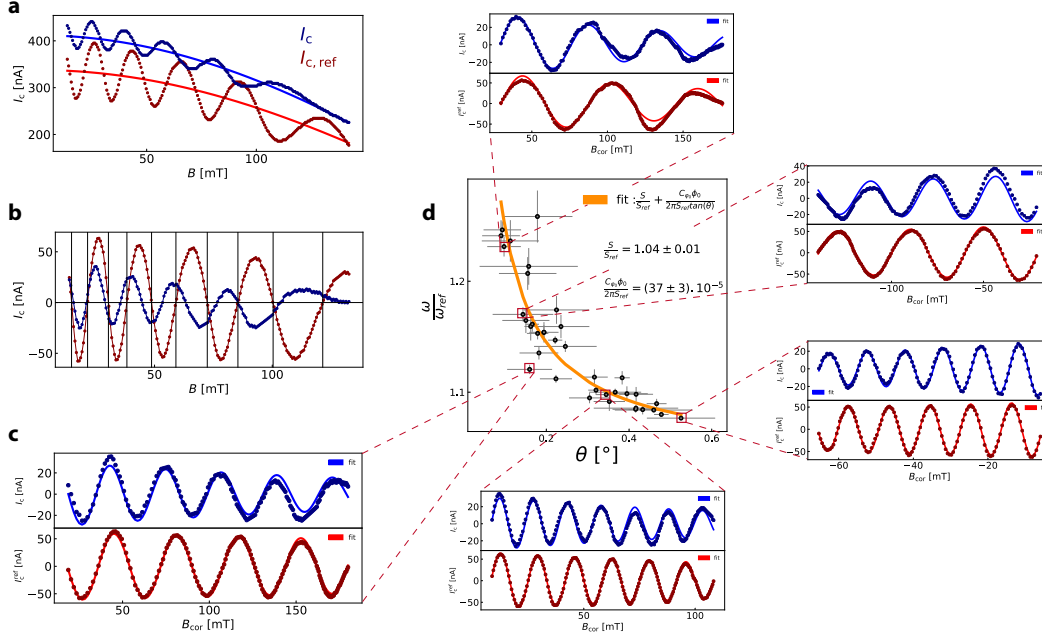 a
I_c
I_c,ref
400
300
200
I_c [nA]
50
100
B [mT]
b
50
0
−50
I_c [nA]
0
50
100
B [mT]
c
fit
20
0
−20
I_c [nA]
fit
50
0
−50
I_c^ref [nA]
50
100
150
B_cor [mT]
fit
20
0
−20
I_c [nA]
fit
50
0
−50
I_c^ref [nA]
50
100
150
B_cor [mT]
d
fit : S/S_ref + C_φ₀ϕ₀/2πS_ref tan(θ)
S/S_ref = 1.04 ± 0.01
C_φ₀ϕ₀/2πS_ref = (37 ± 3).10⁻⁵
1.2
1.1
ω/ω_ref
0.2
0.4
0.6
θ [°]
fit
40
20
0
−20
I_c [nA]
fit
50
0
−50
I_c^ref [nA]
−100
−50
B_cor [mT]
fit
20
0
−20
I_c [nA]
fit
50
0
−50
I_c^ref [nA]
−60
−40
−20
B_cor [mT]
fit
20
0
−20
I_c [nA]
fit
50
0
−50
I_c^ref [nA]
50
100
B_cor [mT]